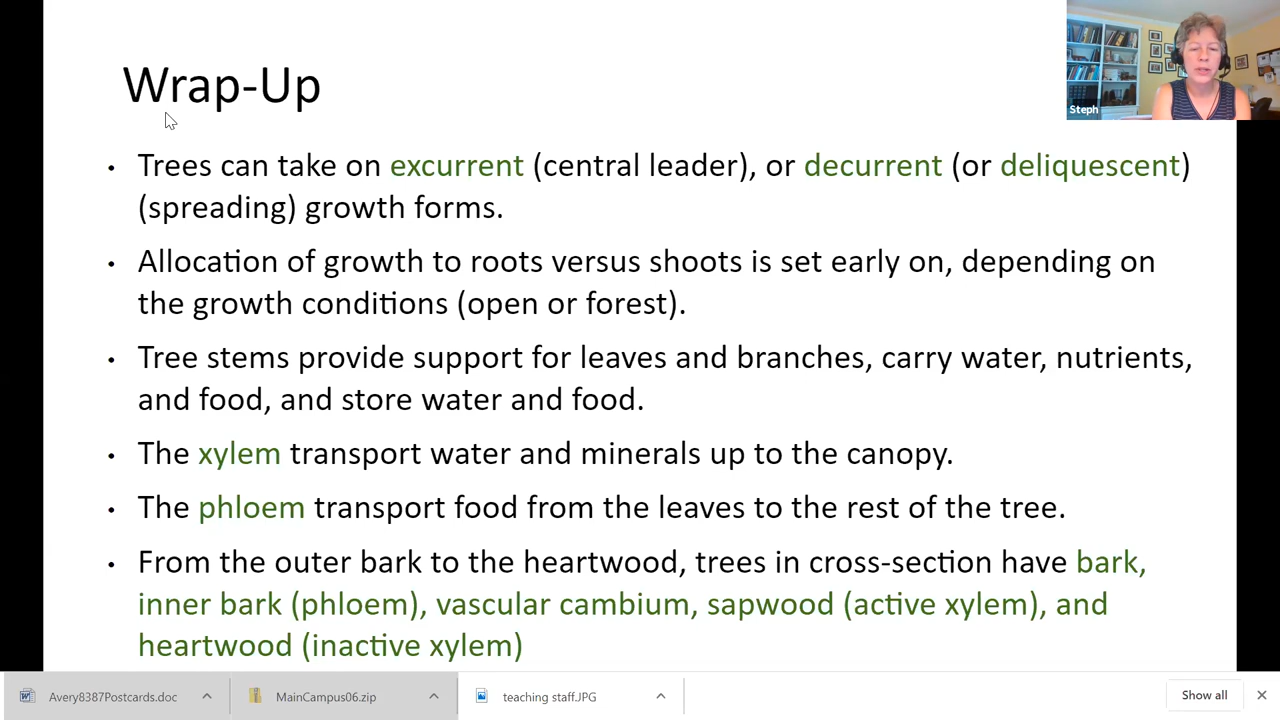 Steph
Wrap-Up
• Trees can take on excurrent (central leader), or decurrent (or deliquescent)
(spreading) growth forms.
• Allocation of growth to roots versus shoots is set early on, depending on
the growth conditions (open or forest).
• Tree stems provide support for leaves and branches, carry water, nutrients,
and food, and store water and food.
• The xylem transport water and minerals up to the canopy.
• The phloem transport food from the leaves to the rest of the tree.
• From the outer bark to the heartwood, trees in cross-section have bark,
inner bark (phloem), vascular cambium, sapwood (active xylem), and
heartwood (inactive xylem)
Avery8387Postcards.doc
MainCampus06.zip
teaching staff.JPG
Show all